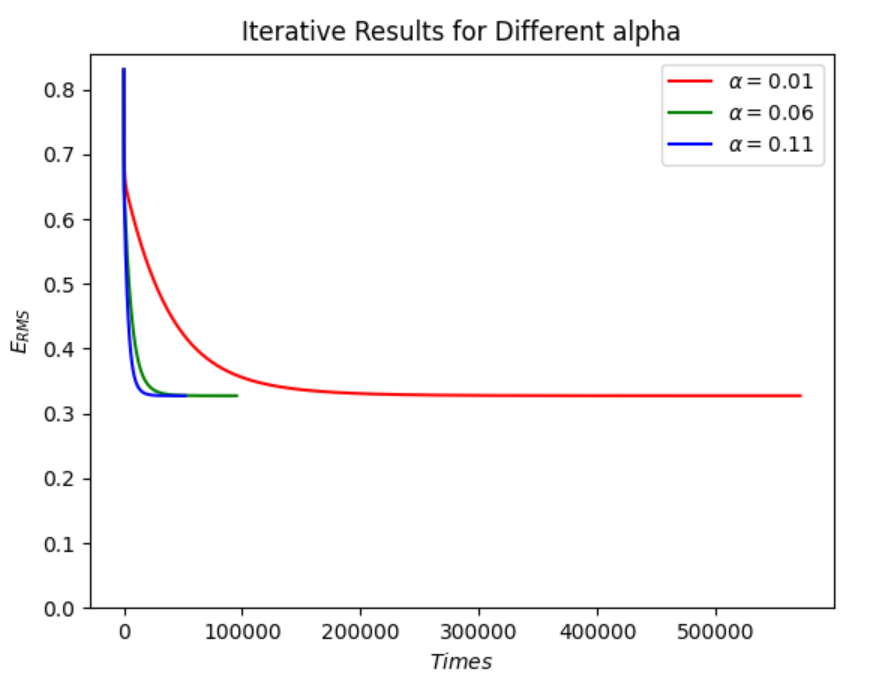 Iterative Results for Different alpha
α = 0.01
α = 0.06
α = 0.11
0.8
0.7
0.6
0.5
0.4
0.3
0.2
0.1
0.0
E_RMS
0 100000 200000 300000 400000 500000
Times